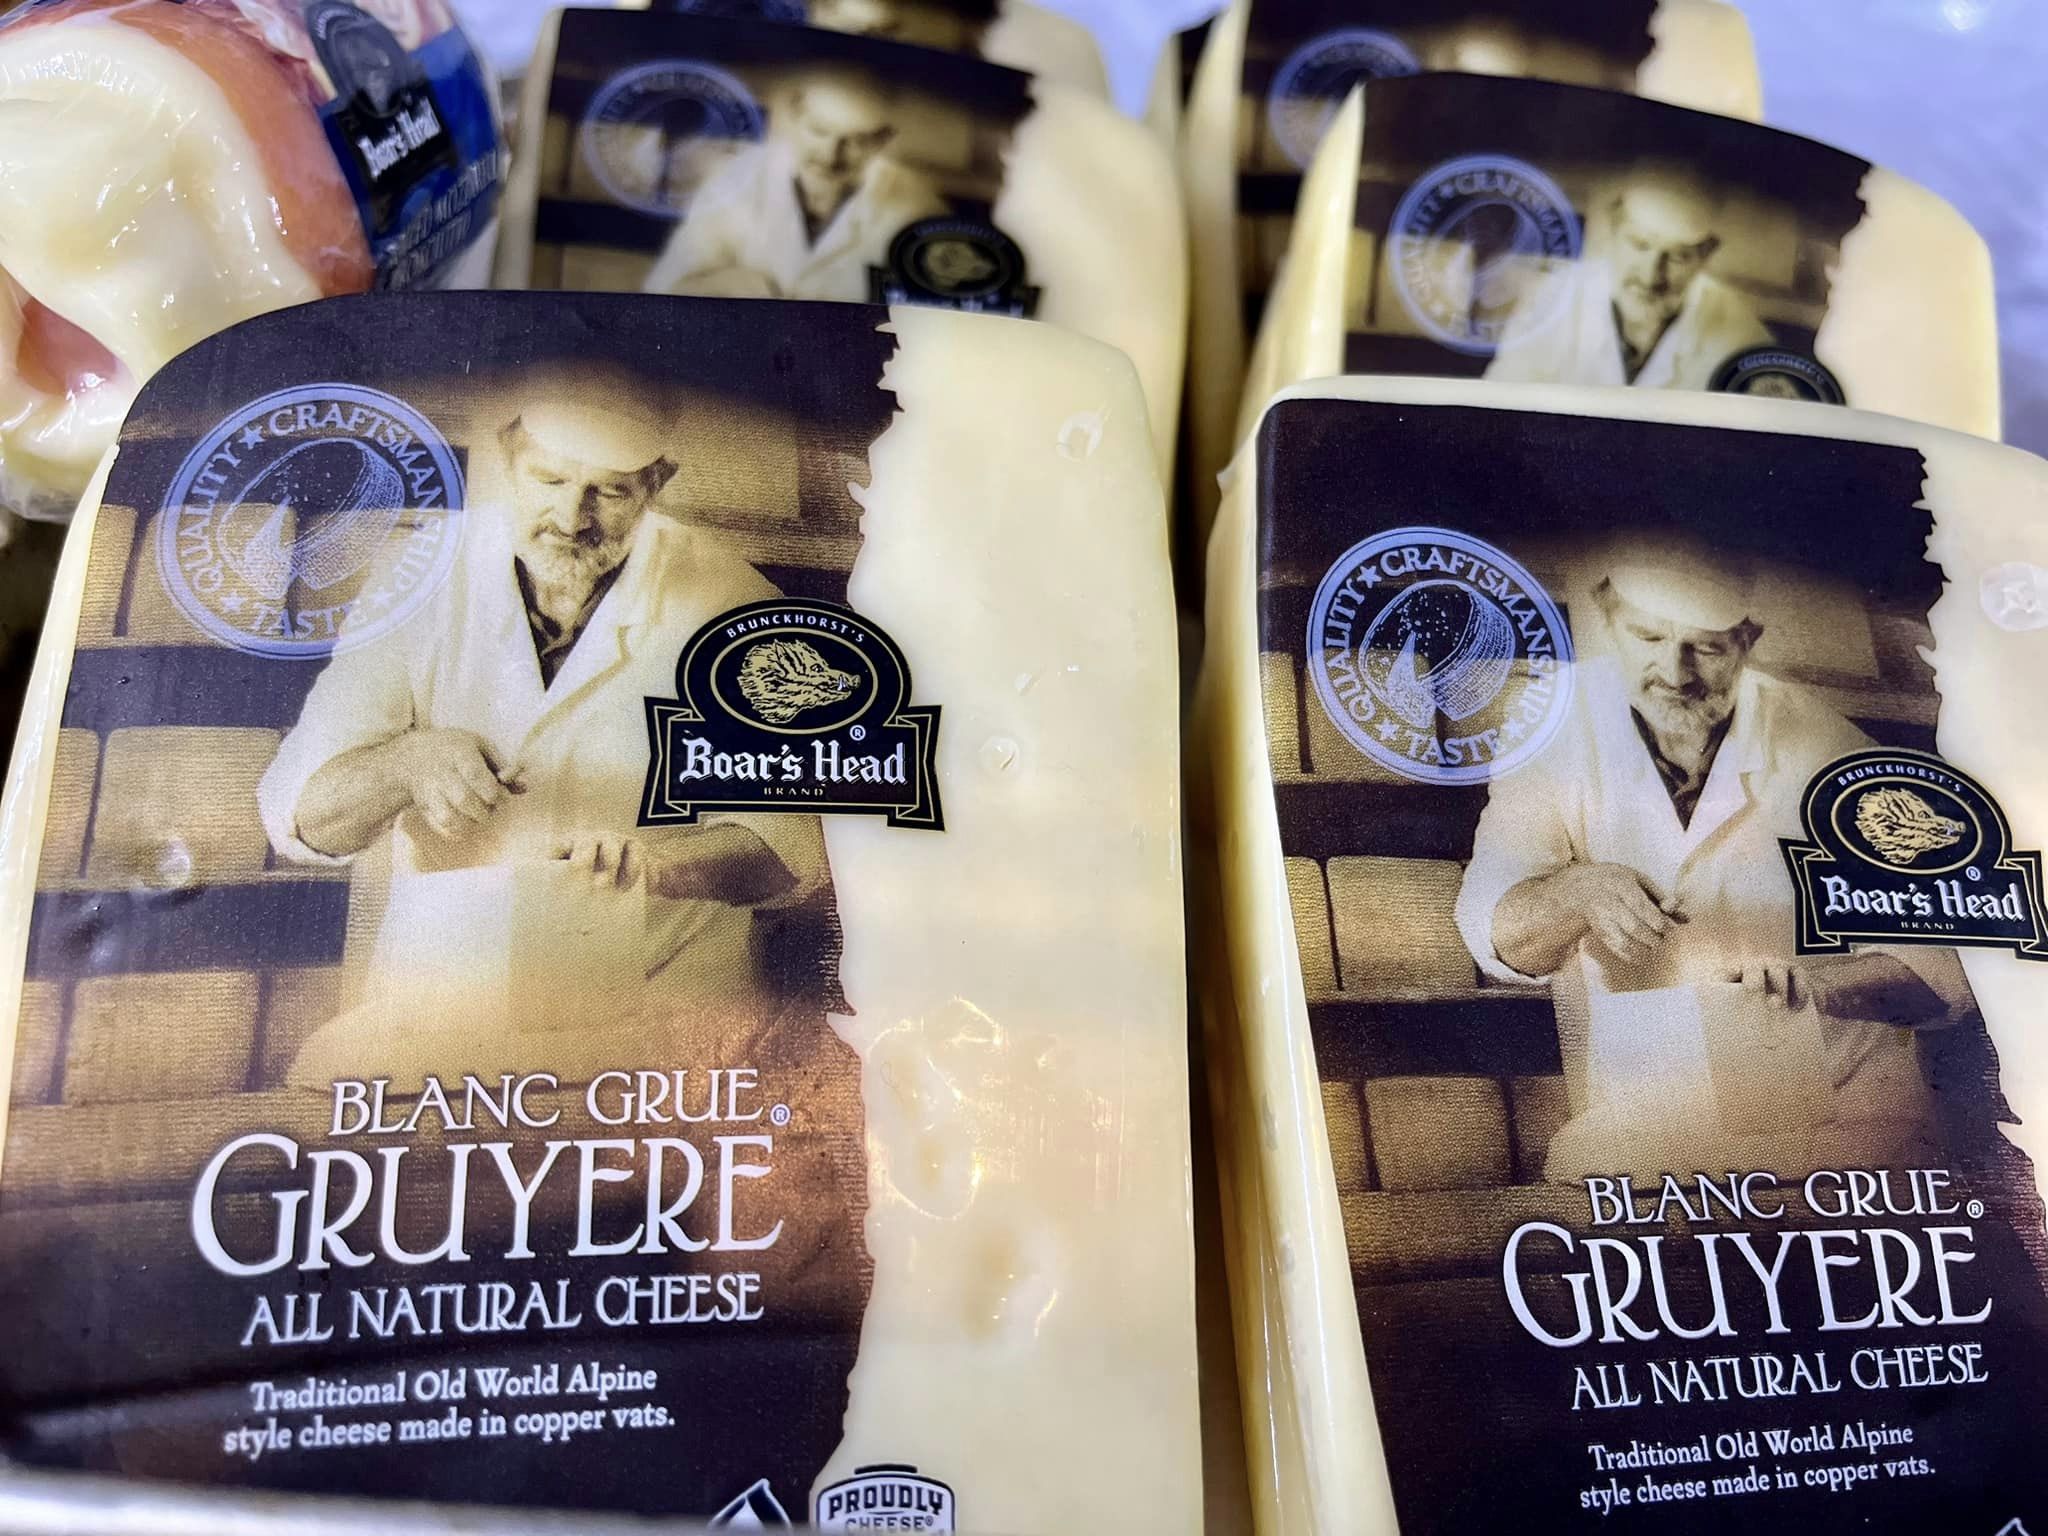 Boar's Head
QUALITY ★ CRAFTSMANSHIP ★ TASTE ★
BRUNCKHORST'S
Boar's Head®
BRAND
BLANC GRUE®
GRUYERE
ALL NATURAL CHEESE
Traditional Old World Alpine
style cheese made in copper vats.
PROUDLY
CHEESE®
QUALITY ★ CRAFTSMANSHIP ★ TASTE ★
BRUNCKHORST'S
Boar's Head®
BRAND
BLANC GRUE®
GRUYERE
ALL NATURAL CHEESE
Traditional Old World Alpine
style cheese made in copper vats.